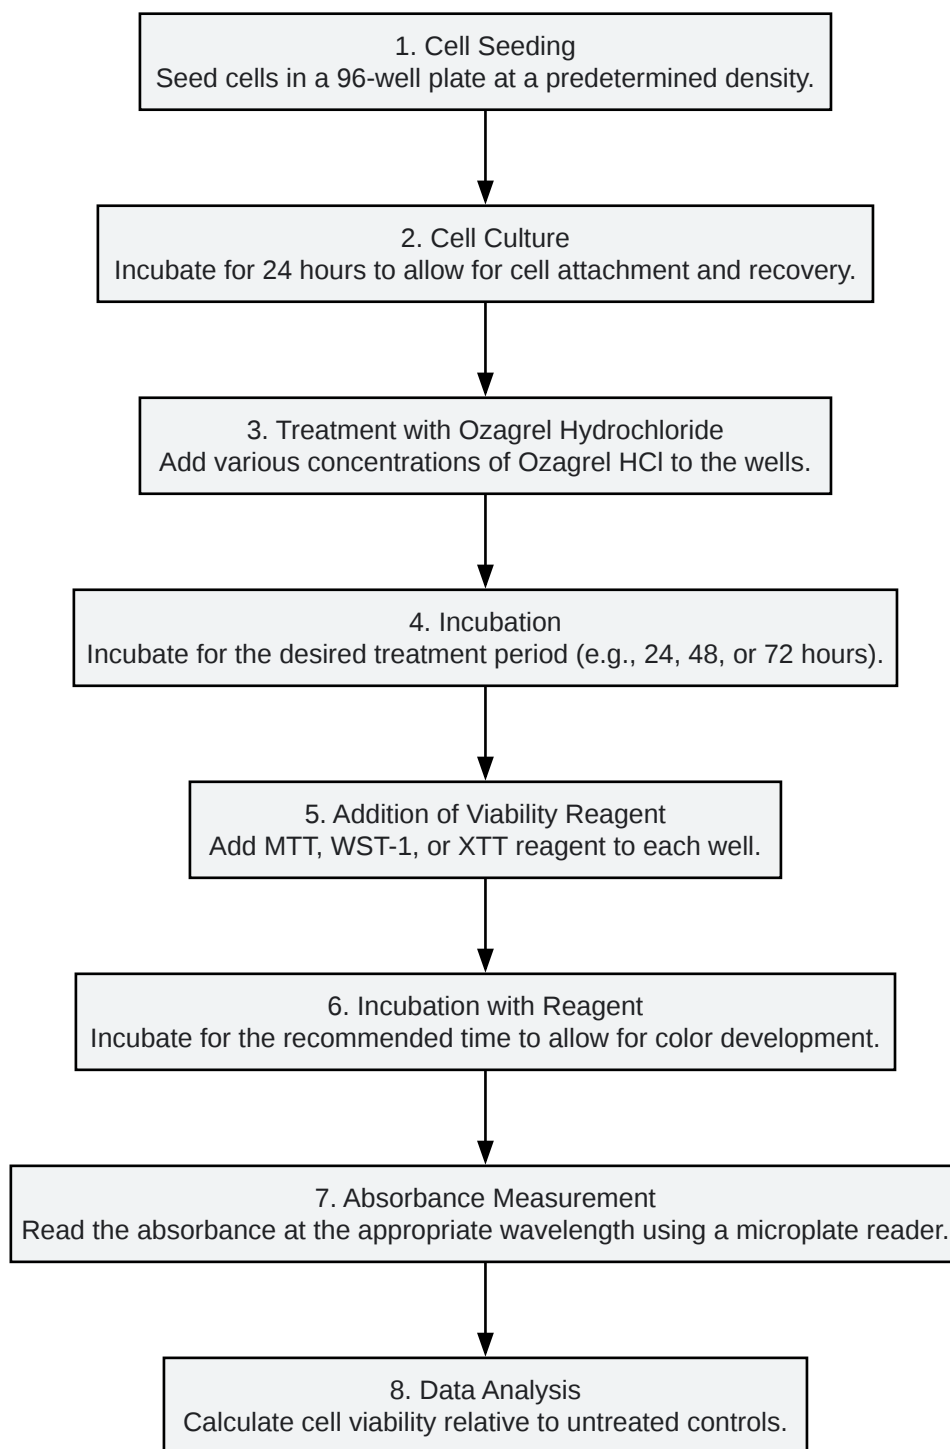 1. Cell Seeding
Seed cells in a 96-well plate at a predetermined density.
2. Cell Culture
Incubate for 24 hours to allow for cell attachment and recovery.
3. Treatment with Ozagrel Hydrochloride
Add various concentrations of Ozagrel HCl to the wells.
4. Incubation
Incubate for the desired treatment period (e.g., 24, 48, or 72 hours).
5. Addition of Viability Reagent
Add MTT, WST-1, or XTT reagent to each well.
6. Incubation with Reagent
Incubate for the recommended time to allow for color development.
7. Absorbance Measurement
Read the absorbance at the appropriate wavelength using a microplate reader.
8. Data Analysis
Calculate cell viability relative to untreated controls.